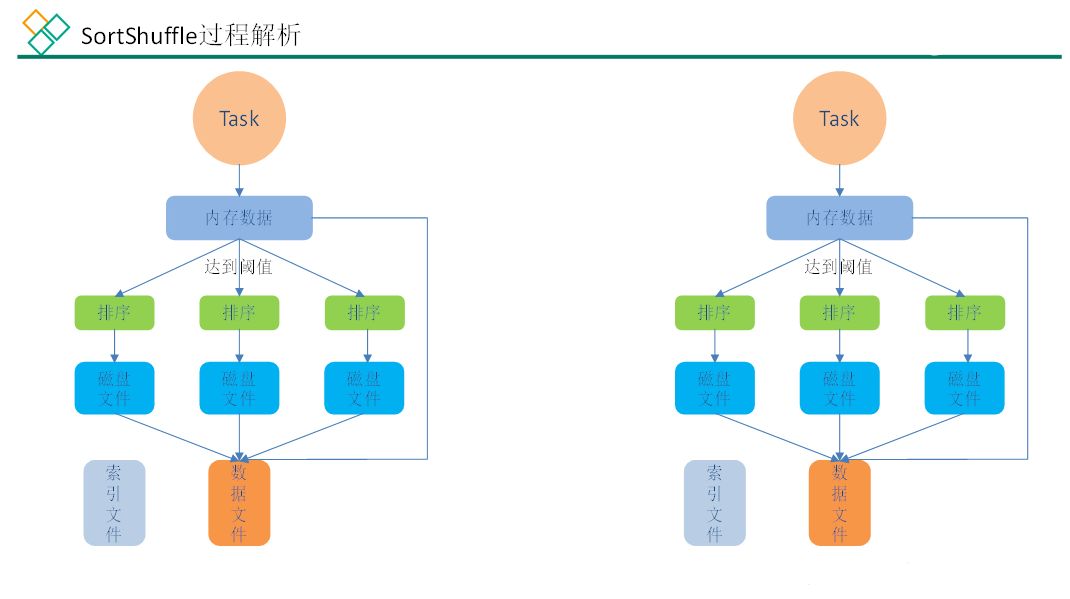 SortShuffle过程解析
Task
Task
内存数据
内存数据
达到阈值
达到阈值
排序
排序
排序
排序
排序
排序
磁盘
文件
磁盘
文件
磁盘
文件
磁盘
文件
磁盘
文件
磁盘
文件
索
引
文
件
数
据
文
件
索
引
文
件
数
据
文
件